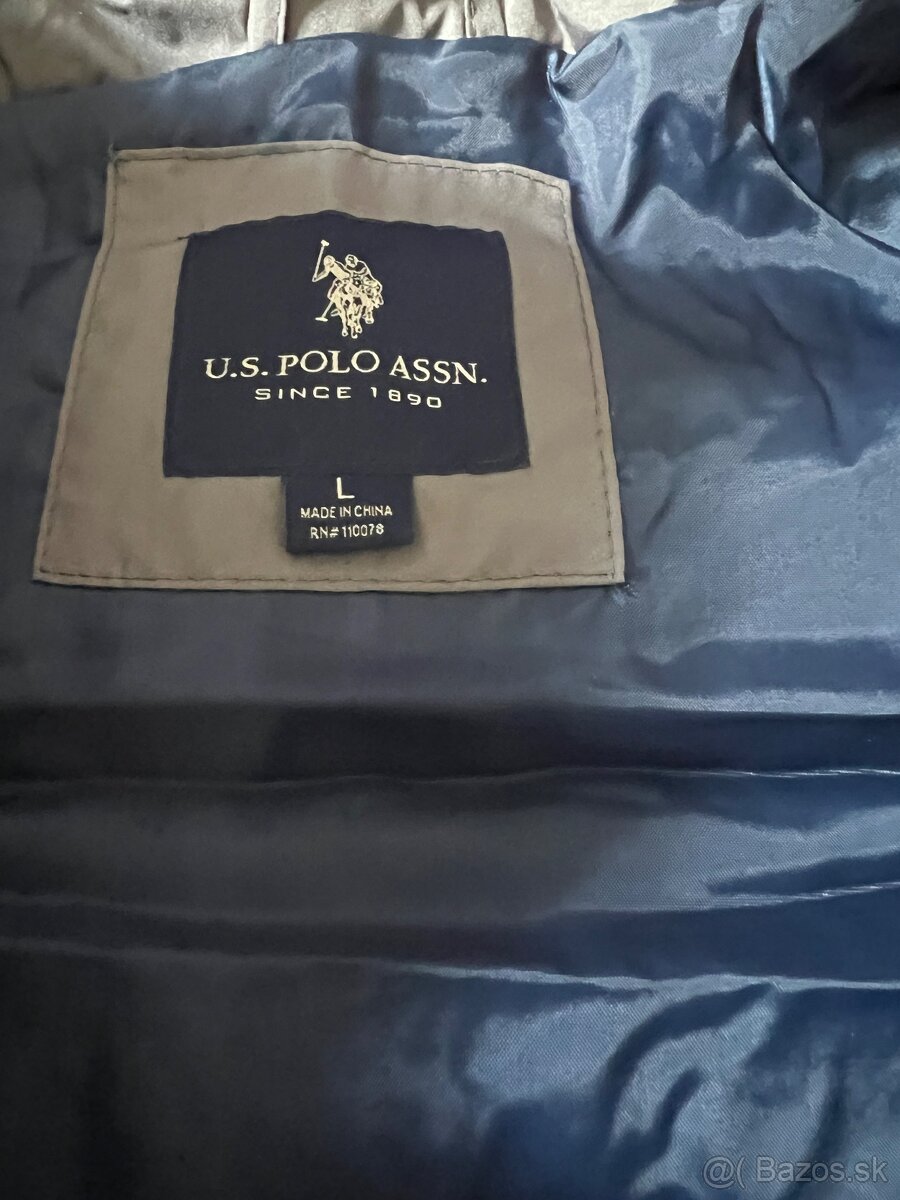 U.S. POLO ASSN.
SINCE 1890
L
MADE IN CHINA
RN#110078
@( Bazos.sk